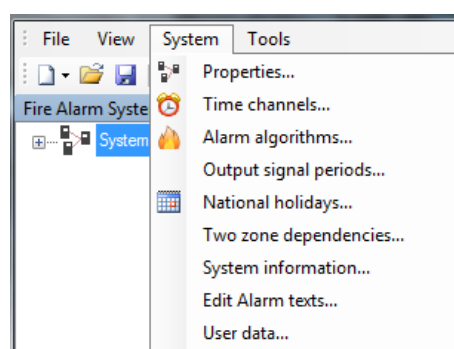 File View System Tools
Properties...
Fire Alarm Syste
Time channels...
System
Alarm algorithms...
Output signal periods...
National holidays...
Two zone dependencies...
System information...
Edit Alarm texts...
User data...